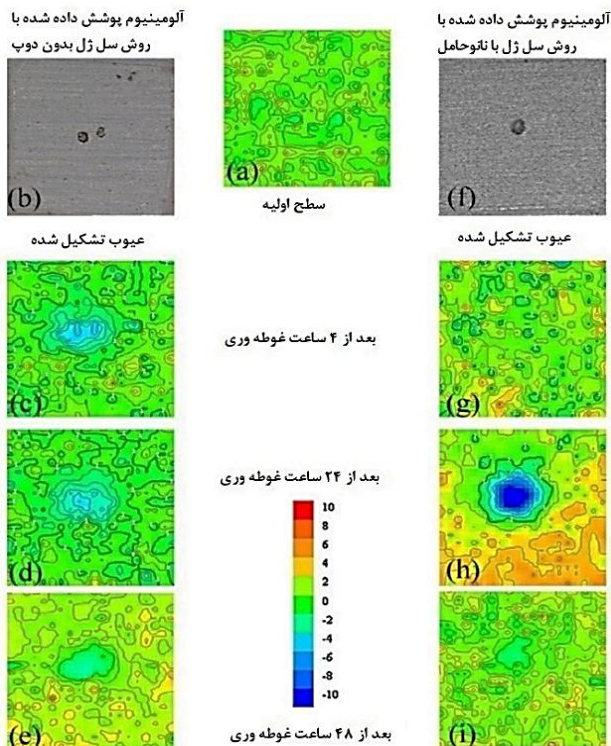 آلومینیوم پوشش داده شده با
روش سل ژل با نانوحامل
آلومینیوم پوشش داده شده با
روش سل ژل بدون دوپ
(a)
(b)
(f)
سطح اولیه
عیوب تشکیل شده
عیوب تشکیل شده
بعد از ۴ ساعت غوطه وری
(c)
(g)
بعد از ۲۴ ساعت غوطه وری
10
8
6
4
2
0
-2
-4
-6
-8
-10
(d)
(h)
(e)
(i)
بعد از ۴۸ ساعت غوطه وری